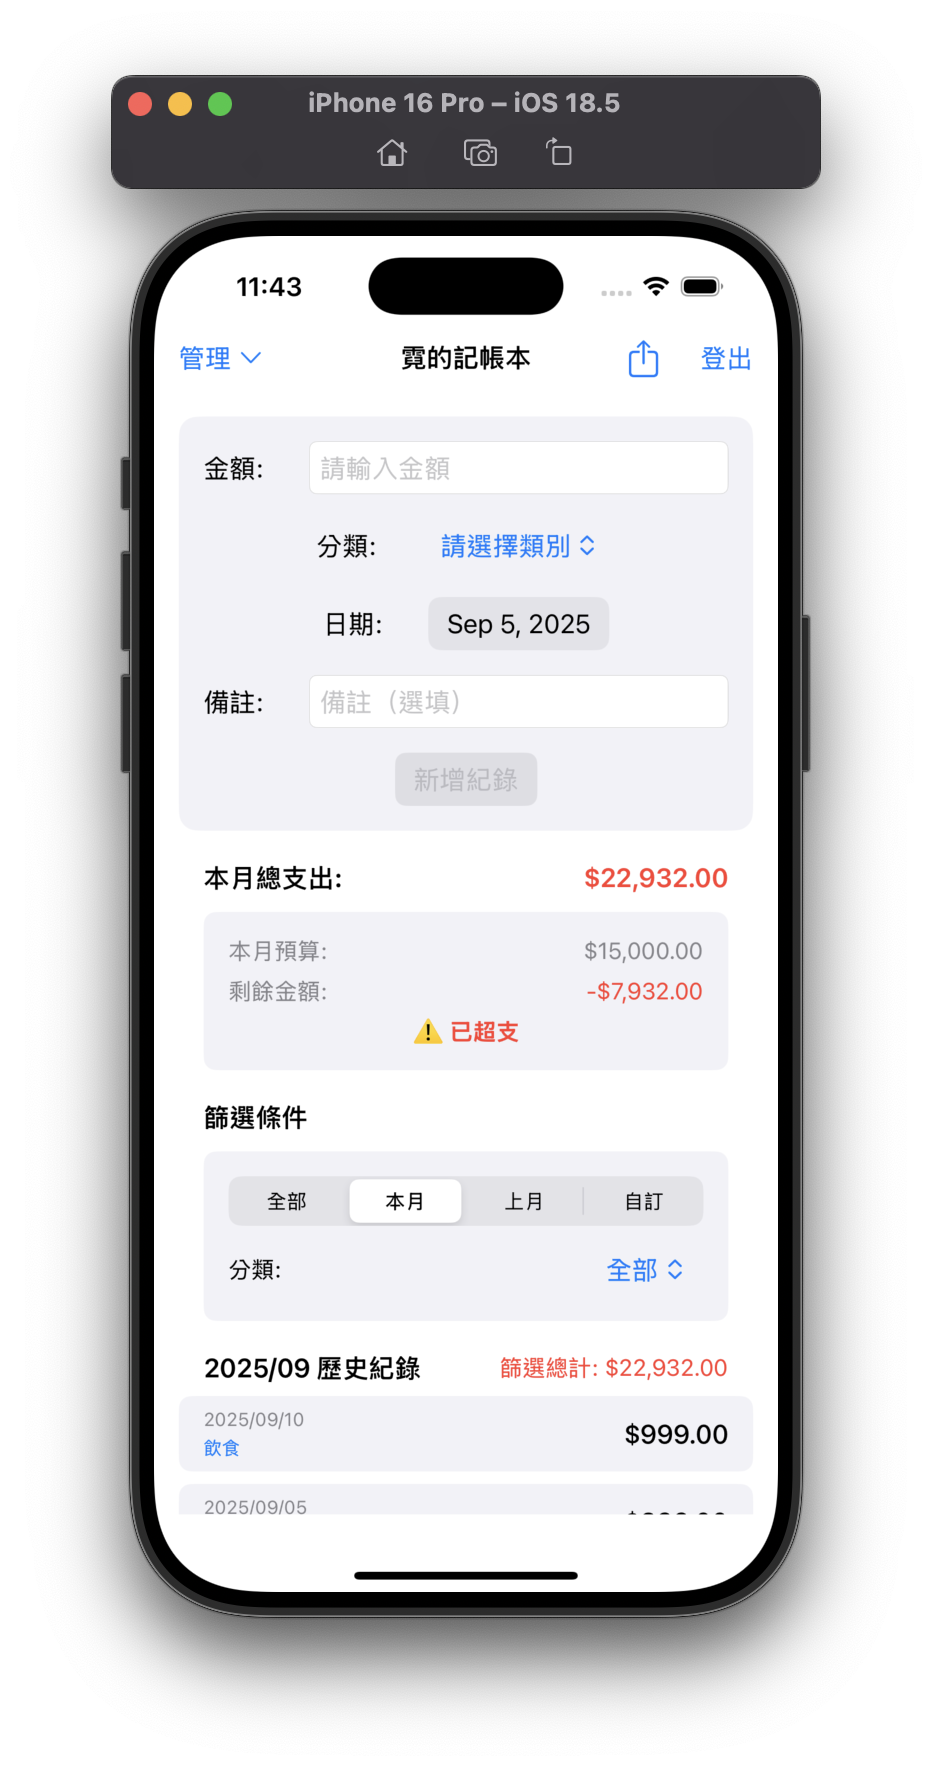 iPhone 16 Pro – iOS 18.5
11:43
管理
霓的記帳本
登出
金額:
請輸入金額
分類:
請選擇類別
日期:
Sep 5, 2025
備註:
備註（選填）
新增紀錄
本月總支出:
$22,932.00
本月預算:
$15,000.00
剩餘金額:
-$7,932.00
⚠️ 已超支
篩選條件
全部
本月
上月
自訂
分類:
全部
2025/09 歷史紀錄
篩選總計: $22,932.00
2025/09/10
飲食
$999.00
2025/09/05